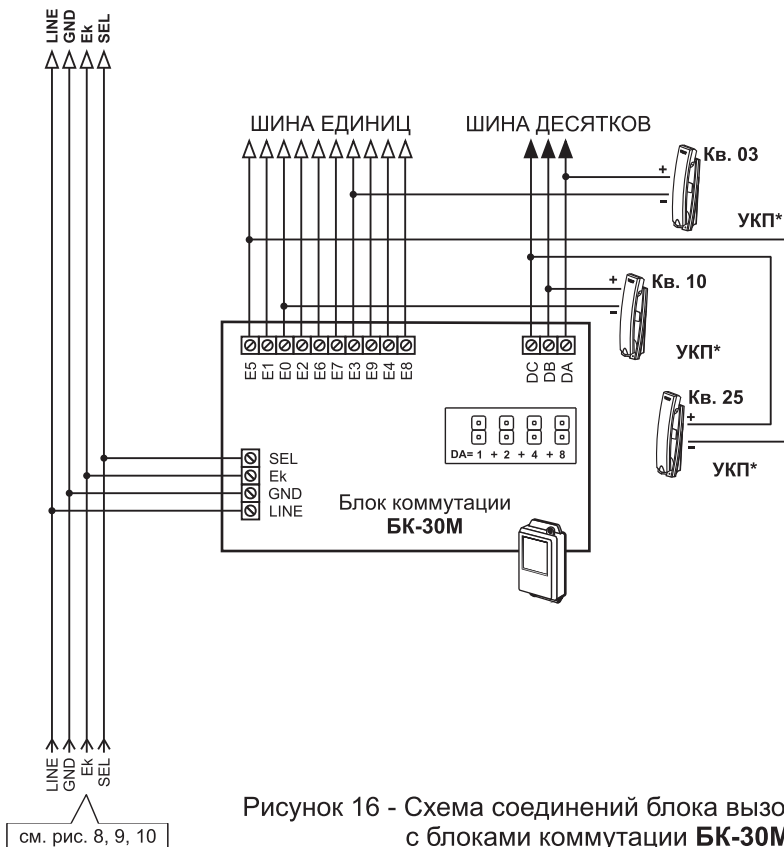 LINE
GND
Ek
SEL
ШИНА ЕДИНИЦ
ШИНА ДЕСЯТКОВ
+
-
Кв. 03
УКП*
+
-
Кв. 10
УКП*
E5
E1
E0
E2
E6
E7
E3
E9
E4
E8
DC
DB
DA
Кв. 25
+
-
УКП*
DA= 1 + 2 + 4 + 8
SEL
Ek
GND
LINE
Блок коммутации
БК-30М
LINE
GND
Ek
SEL
см. рис. 8, 9, 10
Рисунок 16 - Схема соединений блока вызо
с блоками коммутации БК-30М